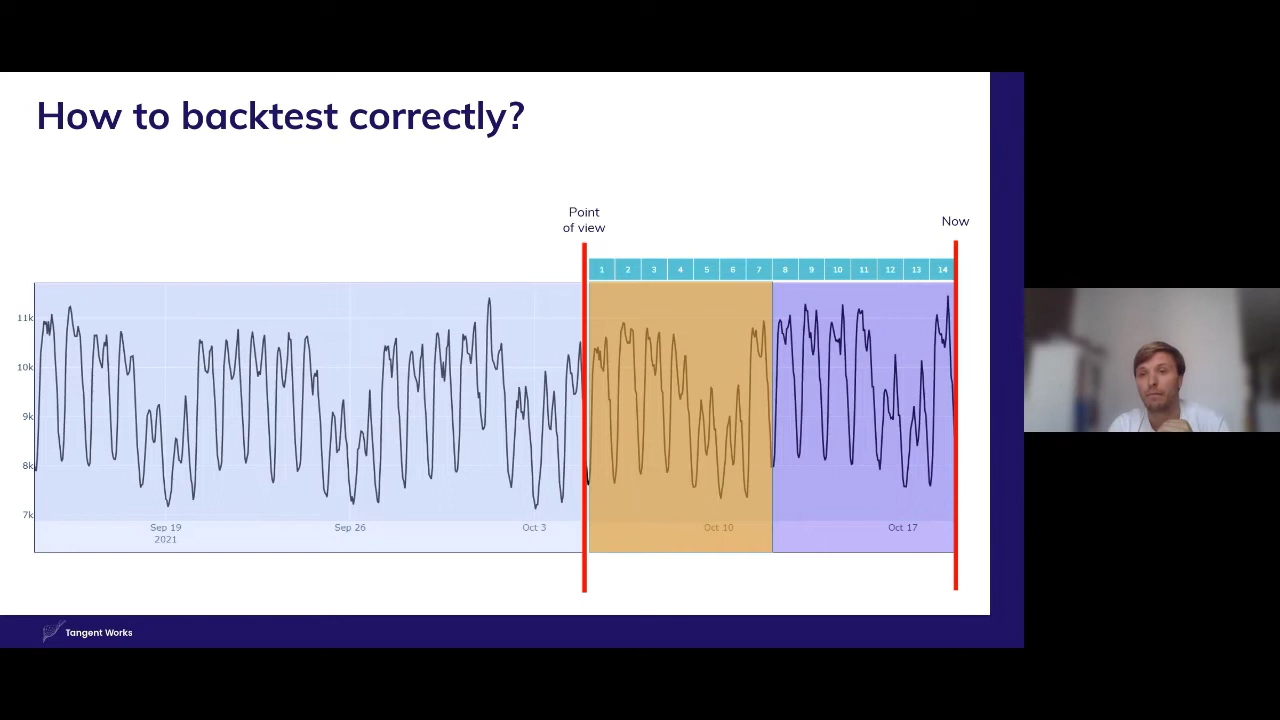 How to backtest correctly?
Point
of view
Now
1 2 3 4 5 6 7 8 9 10 11 12 13 14
11k
10k
9k
8k
7k
Sep 19 Sep 26 Oct 3 Oct 10 Oct 17
2021
Tangent Works